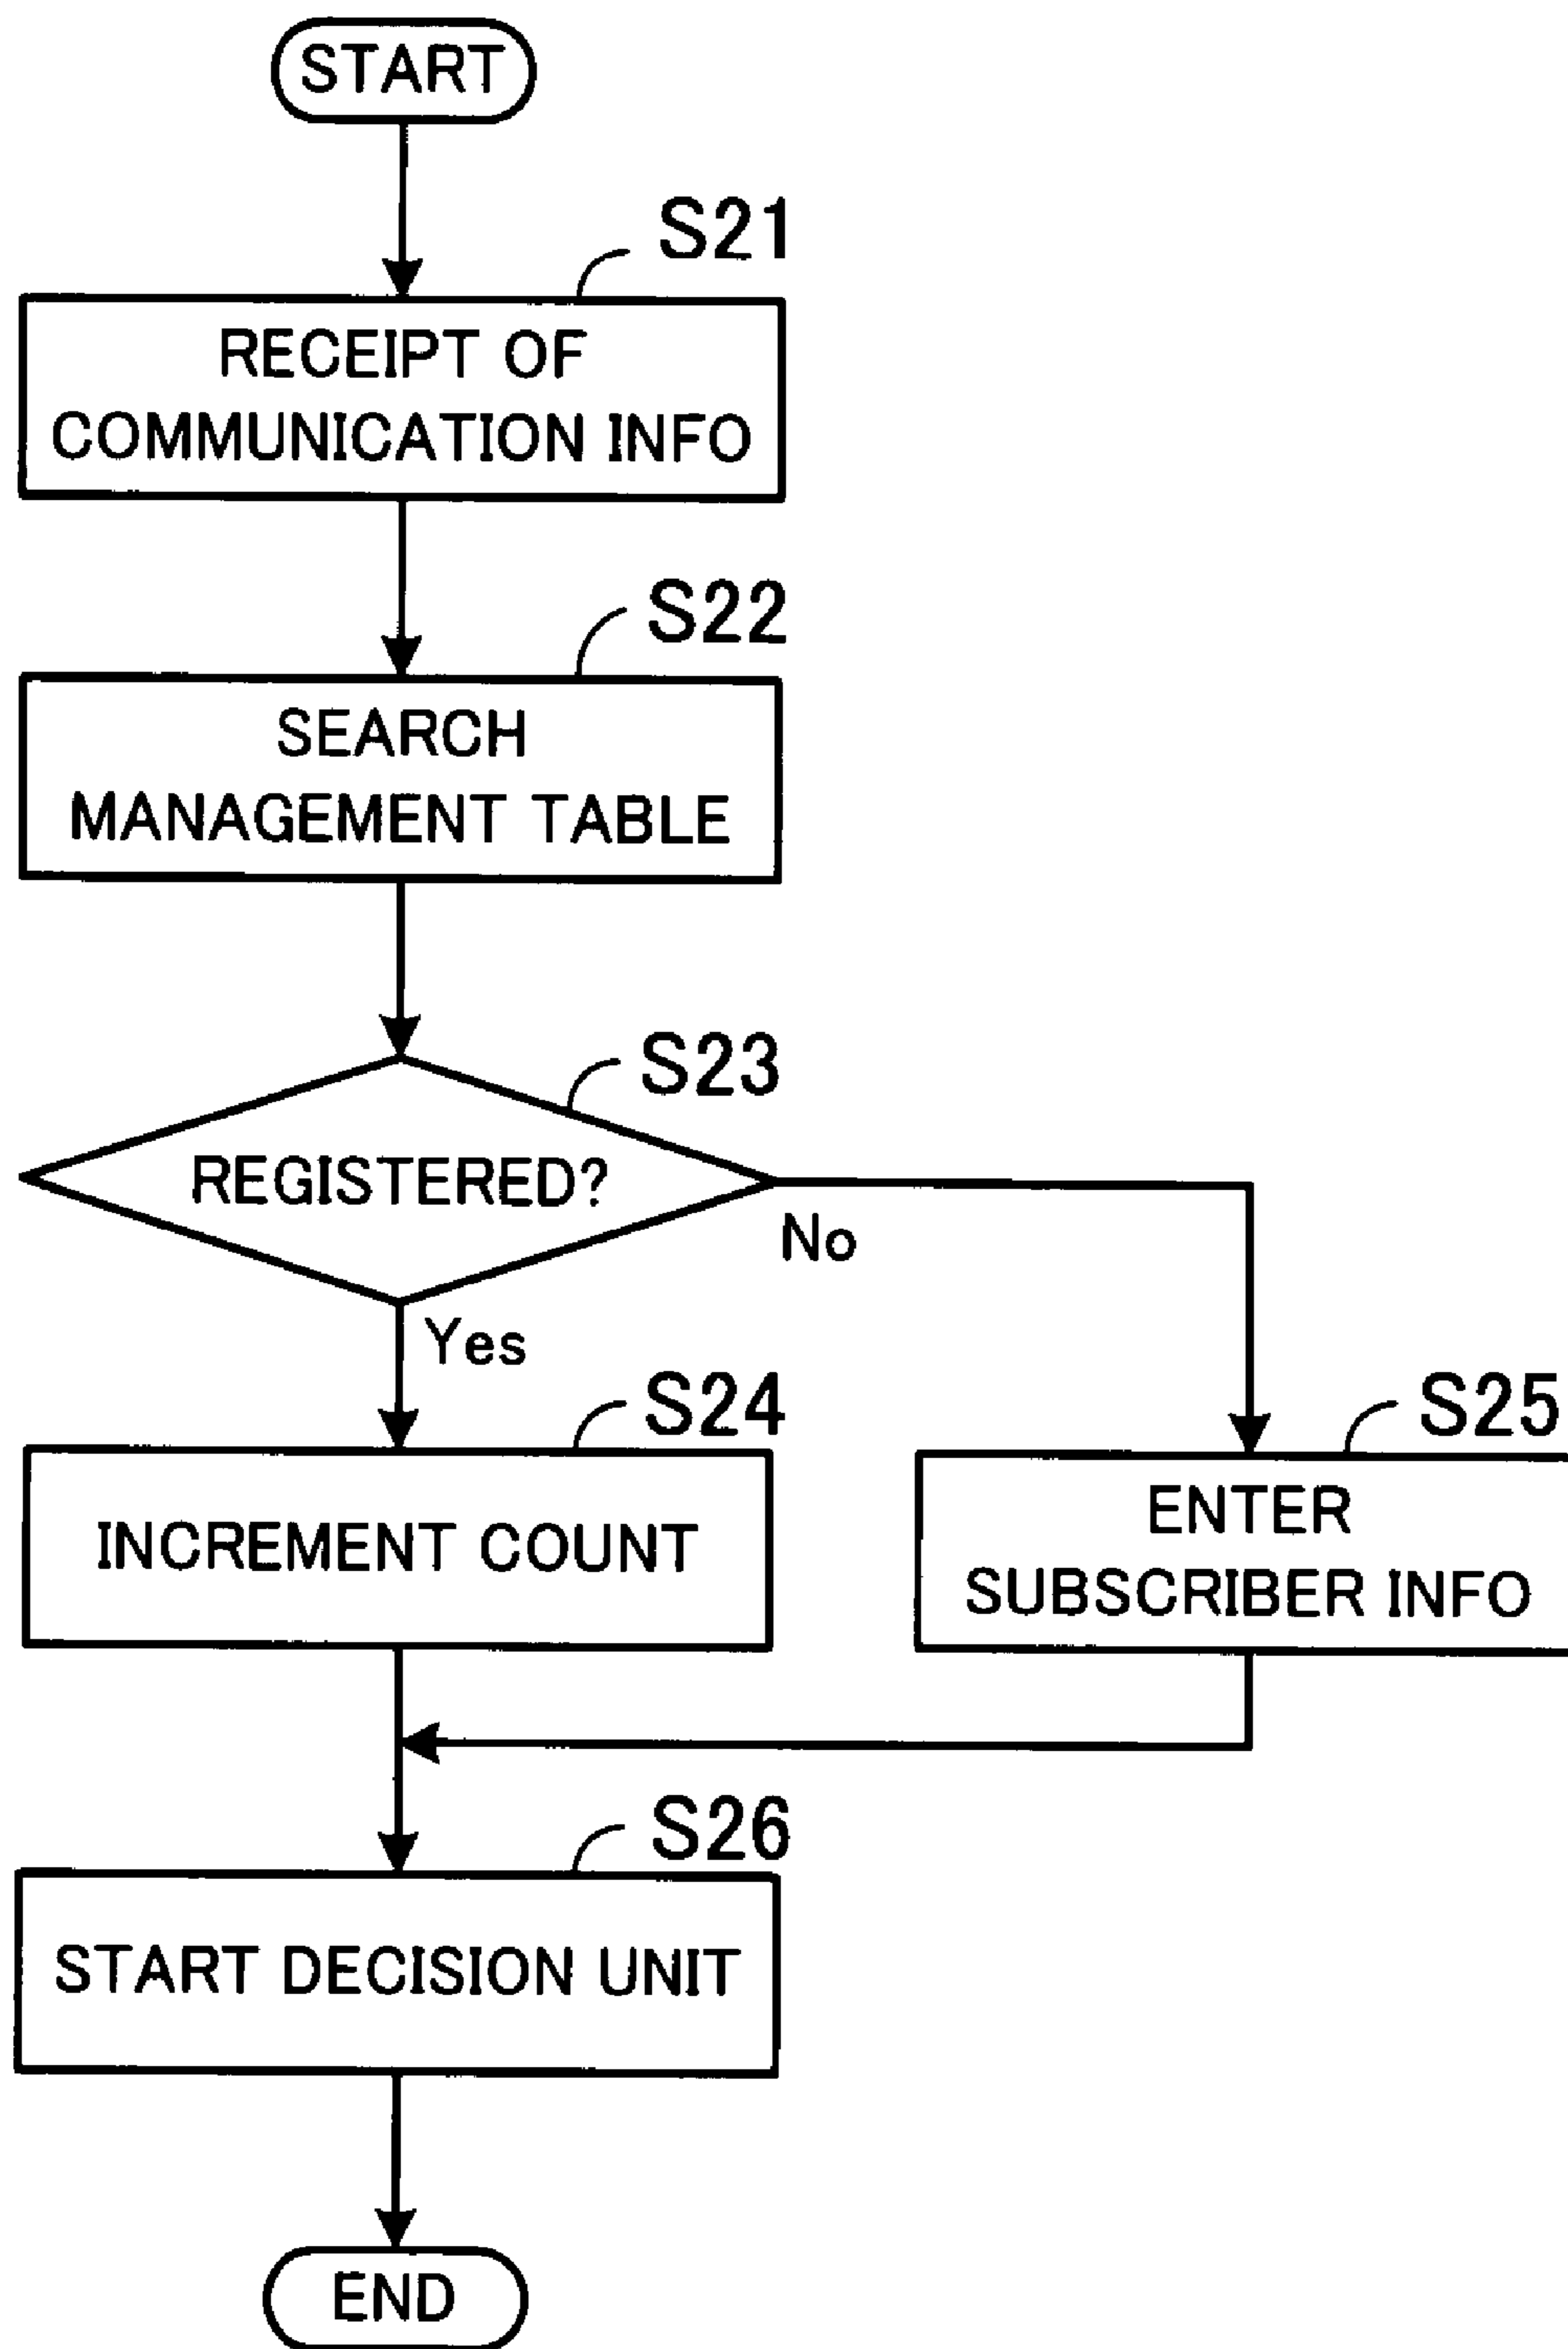 START
S21
RECEIPT OF
COMMUNICATION INFO
S22
SEARCH
MANAGEMENT TABLE
S23
REGISTERED?
No
Yes
S24
INCREMENT COUNT
S25
ENTER
SUBSCRIBER INFO
S26
START DECISION UNIT
END